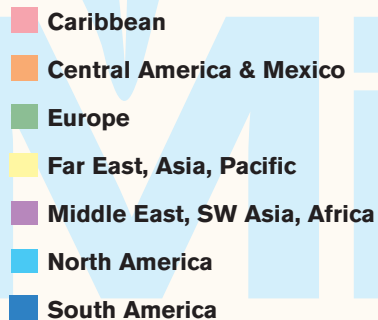 Caribbean
Central America & Mexico
Europe
Far East, Asia, Pacific
Middle East, SW Asia, Africa
North America
South America